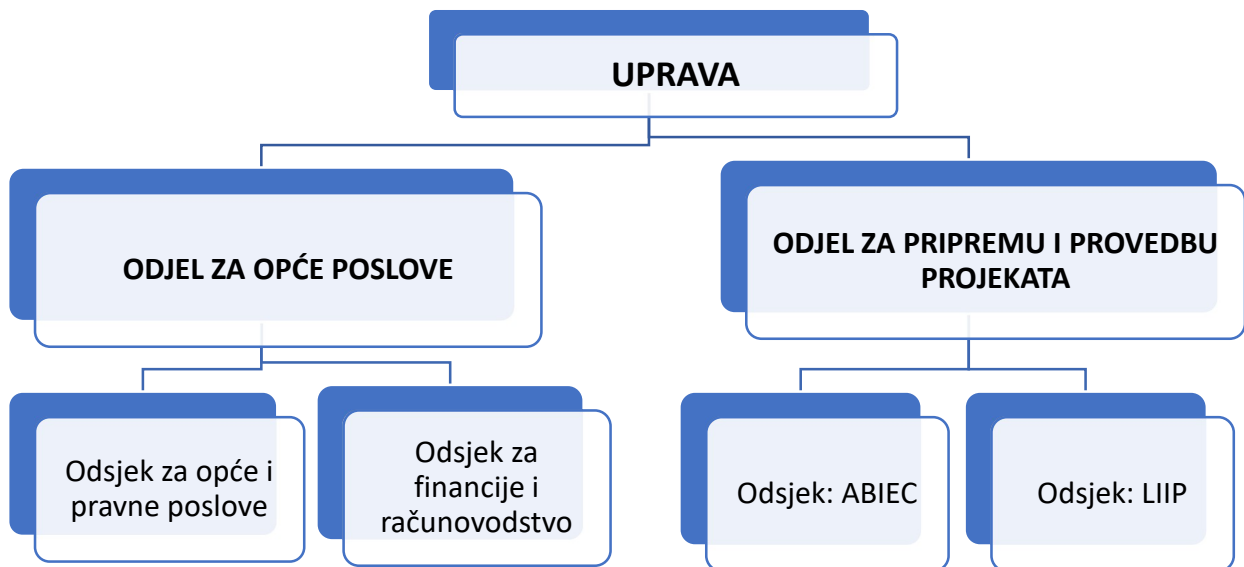 UPRAVA
ODJEL ZA OPĆE POSLOVE
ODJEL ZA PRIPREMU I PROVEDBU
PROJEKATA
Odsjek za opće i
pravne poslove
Odsjek za
financije i
računovodstvo
Odsjek: ABIEC
Odsjek: LIIP